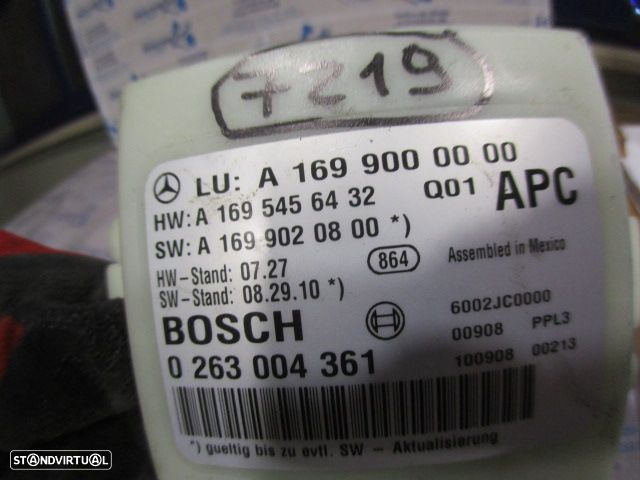 7219
LU: A 169 900 00 00
HW: A 169 545 64 32 Q01 APC
SW: A 169 902 08 00 *)
HW-Stand: 07.27 864 Assembled in Mexico
SW-Stand: 08.29.10 *)
BOSCH 6002JC0000
00908 PPL3
0 263 004 361 100908 00213
*) gueltig bis zu evtl. SW - Aktualisierung
STANDVIRTUAL